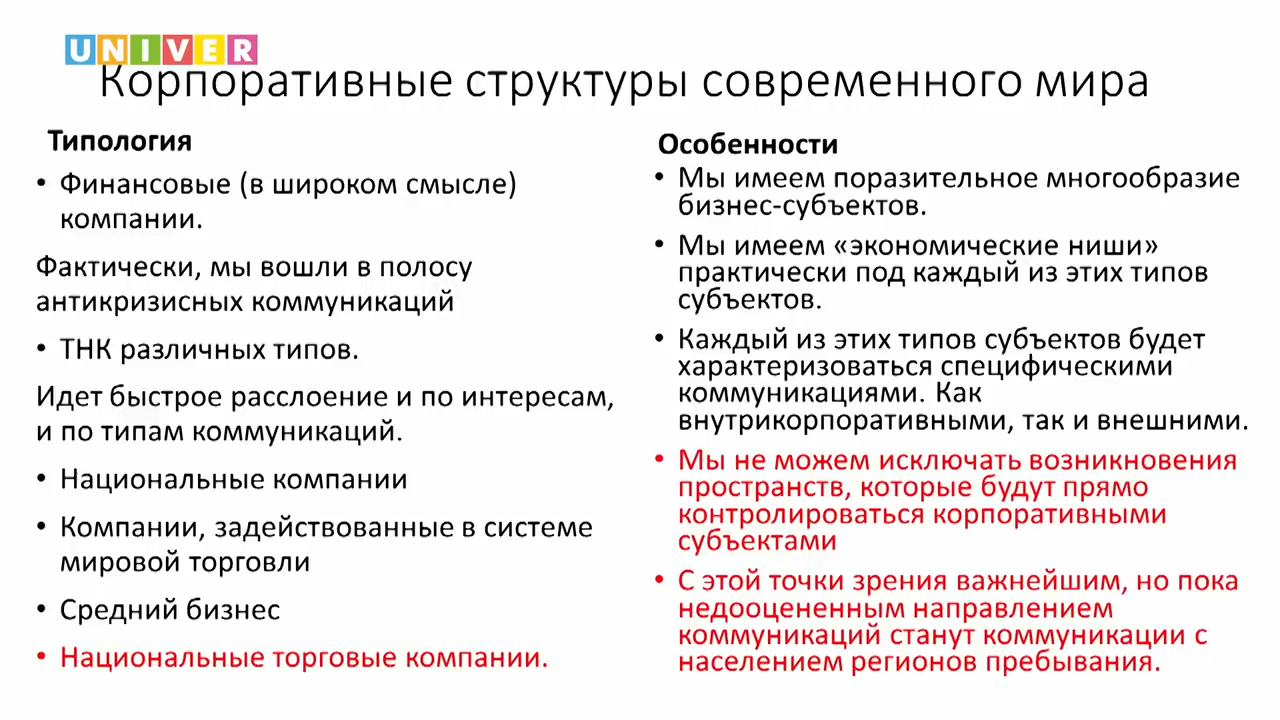 UNIVER
Корпоративные структуры современного мира
Типология
• Финансовые (в широком смысле)
компании.
Фактически, мы вошли в полосу
антикризисных коммуникаций
• ТНК различных типов.
Идет быстрое расслоение и по интересам,
и по типам коммуникаций.
• Национальные компании
• Компании, задействованные в системе
мировой торговли
• Средний бизнес
• Национальные торговые компании.
Особенности
• Мы имеем поразительное многообразие
бизнес-субъектов.
• Мы имеем «экономические ниши»
практически под каждый из этих типов
субъектов.
• Каждый из этих типов субъектов будет
характеризоваться специфическими
коммуникациями. Как
внутрикорпоративными, так и внешними.
• Мы не можем исключать возникновения
пространств, которые будут прямо
контролироваться корпоративными
субъектами
• С этой точки зрения важнейшим, но пока
недооцененным направлением
коммуникаций станут коммуникации с
населением регионов пребывания.